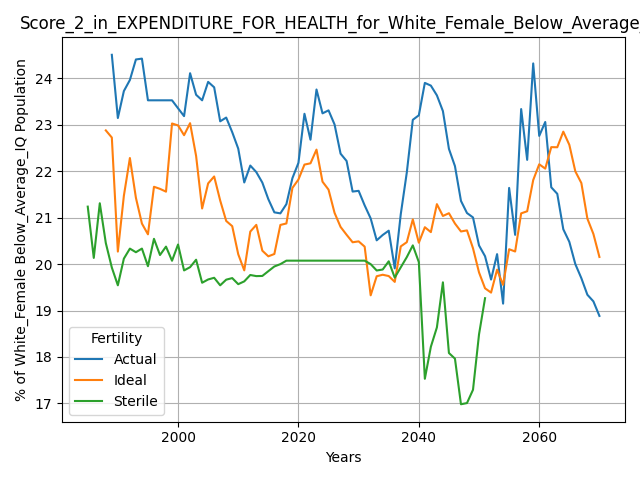 Score_2_in_EXPENDITURE_FOR_HEALTH_for_White_Female_Below_Average_
% of White_Female Below_Average_IQ Population
24
23
22
21
20
19
18
17
Fertility
Actual
Ideal
Sterile
2000 2020 2040 2060
Years